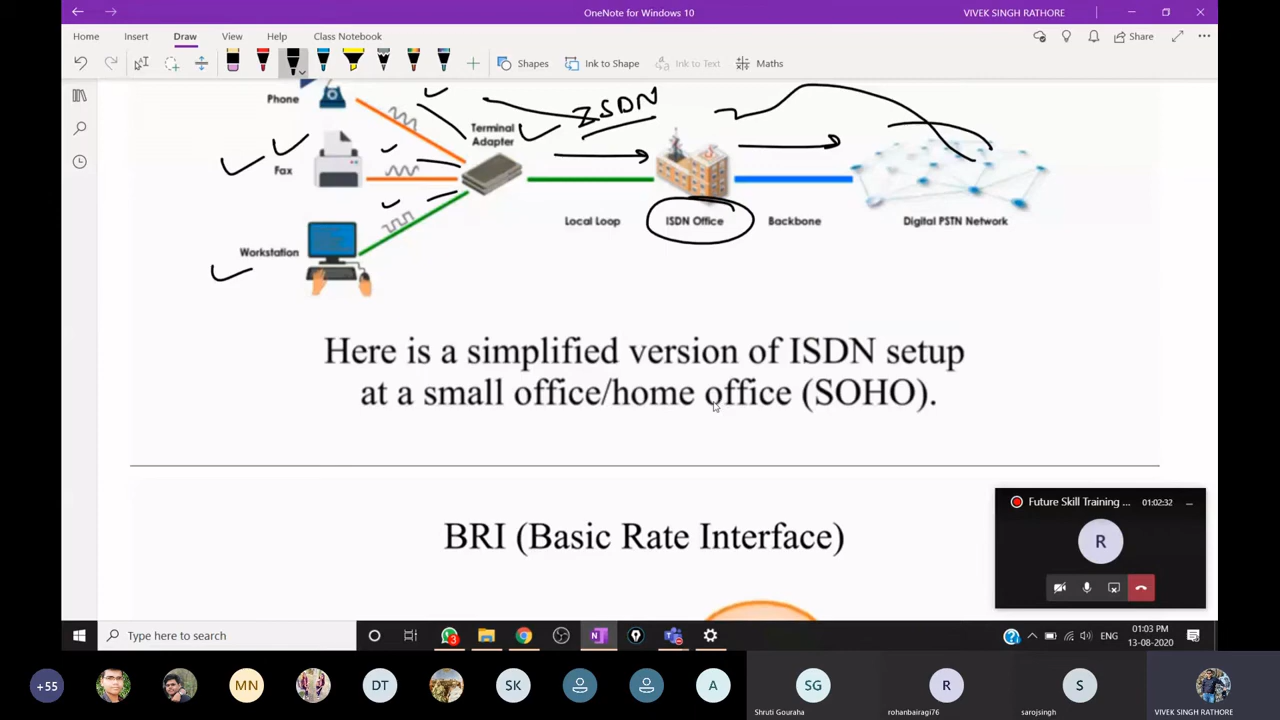 OneNote for Windows 10
VIVEK SINGH RATHORE
Home Insert Draw View Help Class Notebook
Share
Shapes Ink to Shape Ink to Text Maths
Phone
ISDN
Terminal
Adapter
Fax
Local Loop ISDN Office Backbone Digital PSTN Network
Workstation
Here is a simplified version of ISDN setup
at a small office/home office (SOHO).
BRI (Basic Rate Interface)
Future Skill Training ... 01:02:32
R
Type here to search
3
ENG
01:03 PM
13-08-2020
+55 MN DT SK A SG R S
Shruti Gouraha rohanbairagi76 sarojsingh VIVEK SINGH RATHORE